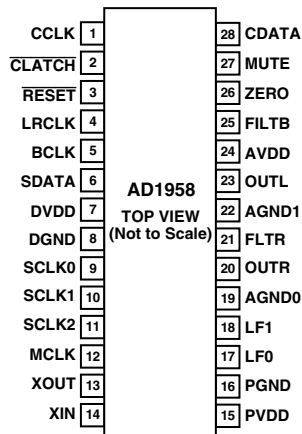 CCLK 1
CLATCH 2
RESET 3
LRCLK 4
BCLK 5
SDATA 6
DVDD 7
DGND 8
SCLK0 9
SCLK1 10
SCLK2 11
MCLK 12
XOUT 13
XIN 14
AD1958
TOP VIEW
(Not to Scale)
28 CDATA
27 MUTE
26 ZERO
25 FILTB
24 AVDD
23 OUTL
22 AGND1
21 FLTR
20 OUTR
19 AGND0
18 LF1
17 LF0
16 PGND
15 PVDD